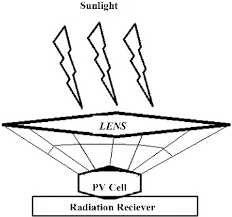 Sunlight
LENS
PV Cell
Radiation Reciever